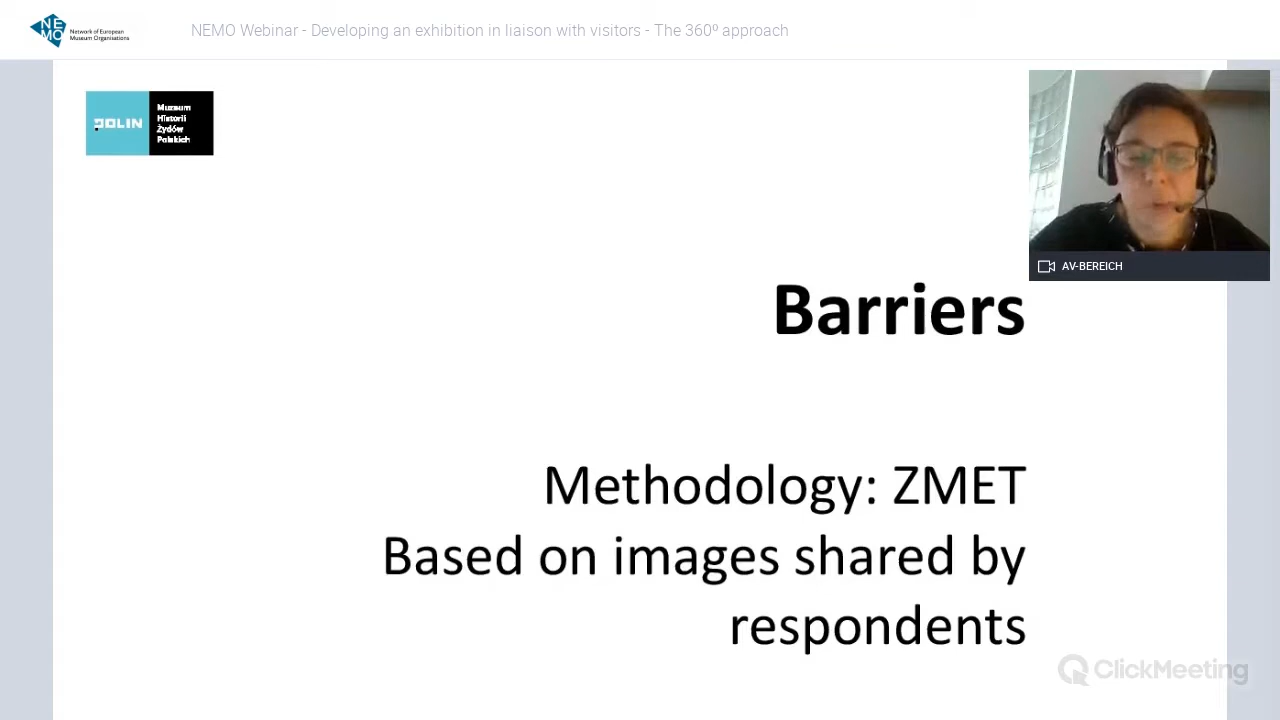 NEMO
Network of European
Museum Organisations
NEMO Webinar - Developing an exhibition in liaison with visitors - The 360º approach
POLIN
Muzeum
Historii
Żydów
Polskich
AV-BEREICH
Barriers
Methodology: ZMET
Based on images shared by
respondents
ClickMeeting